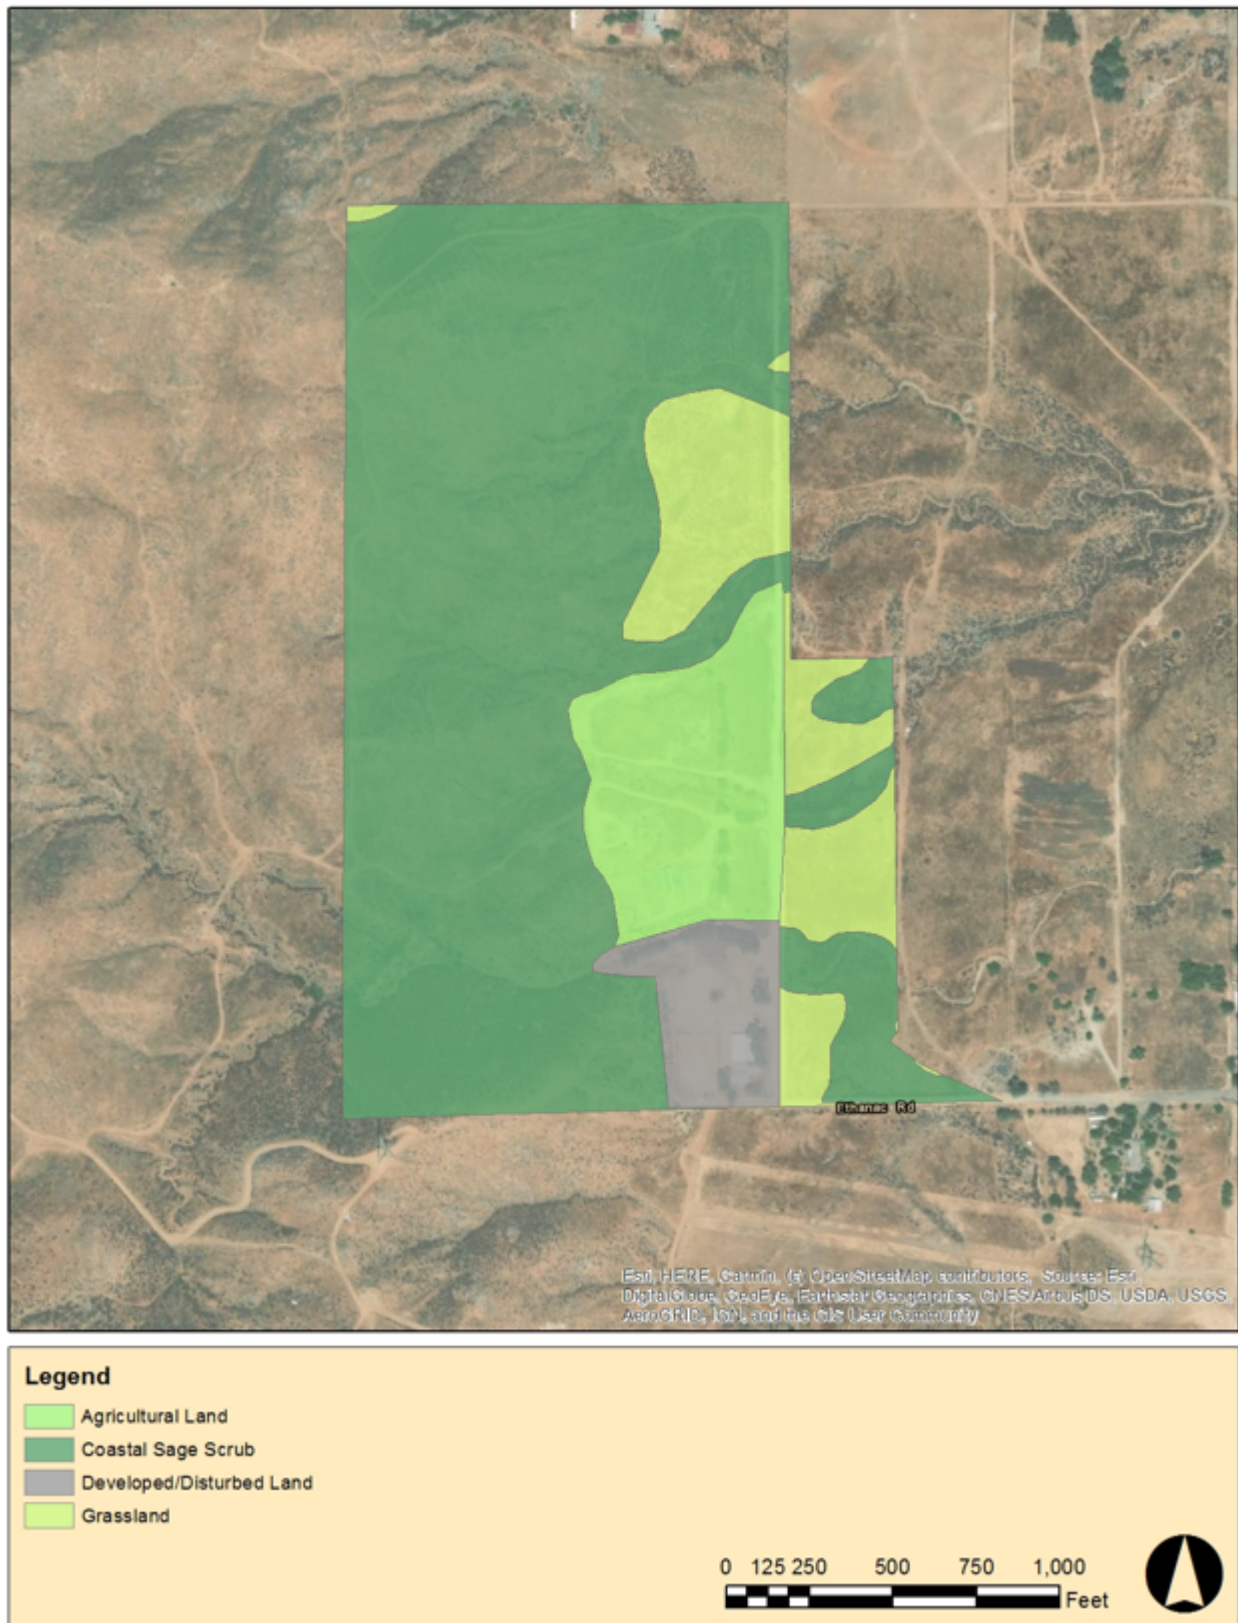 Ethanac Rd
Esri, HERE, Garmin, (c) OpenStreetMap contributors, Source: Esri,
DigitalGlobe, GeoEye, Earthstar Geographics, CNES/Airbus DS, USDA, USGS,
AeroGRID, IGN, and the GIS User Community
Legend
Agricultural Land
Coastal Sage Scrub
Developed/Disturbed Land
Grassland
0 125 250 500 750 1,000
Feet